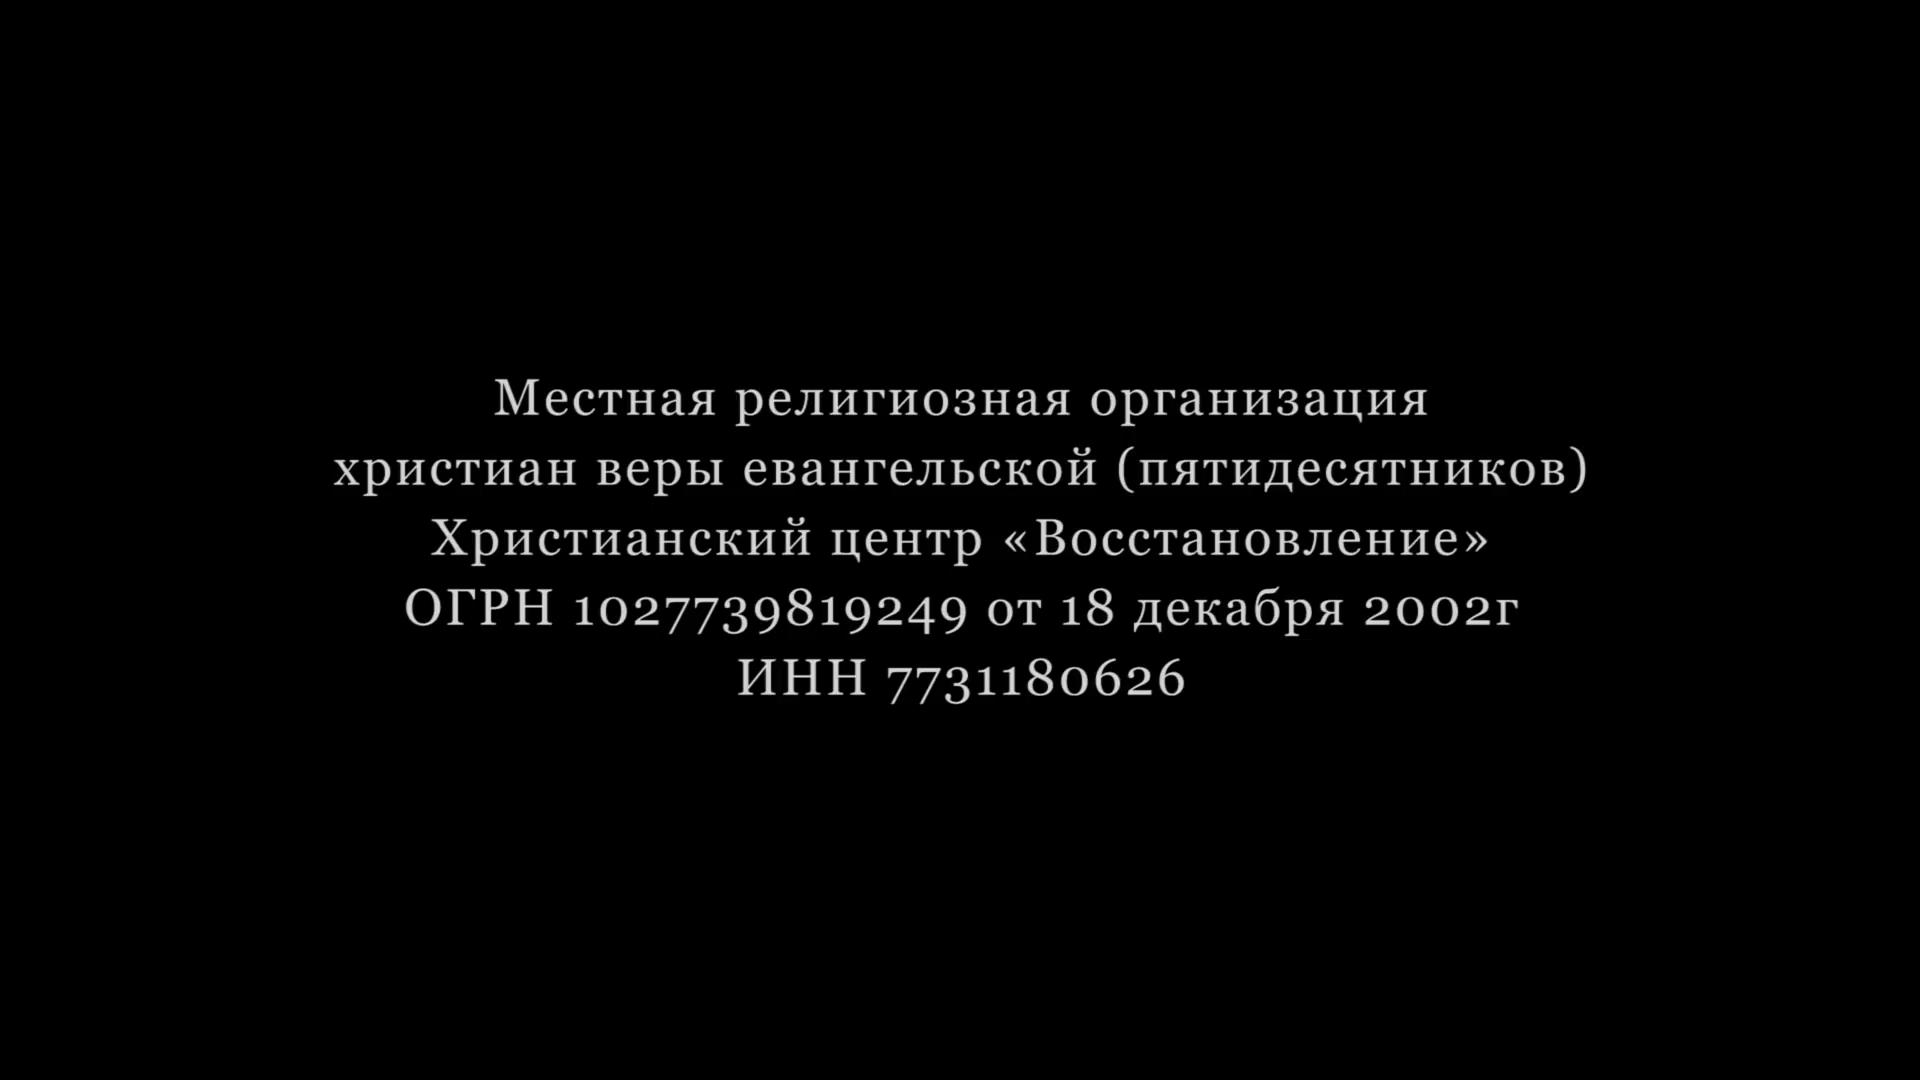 Местная религиозная организация
христиан веры евангельской (пятидесятников)
Христианский центр «Восстановление»
ОГРН 1027739819249 от 18 декабря 2002г
ИНН 7731180626